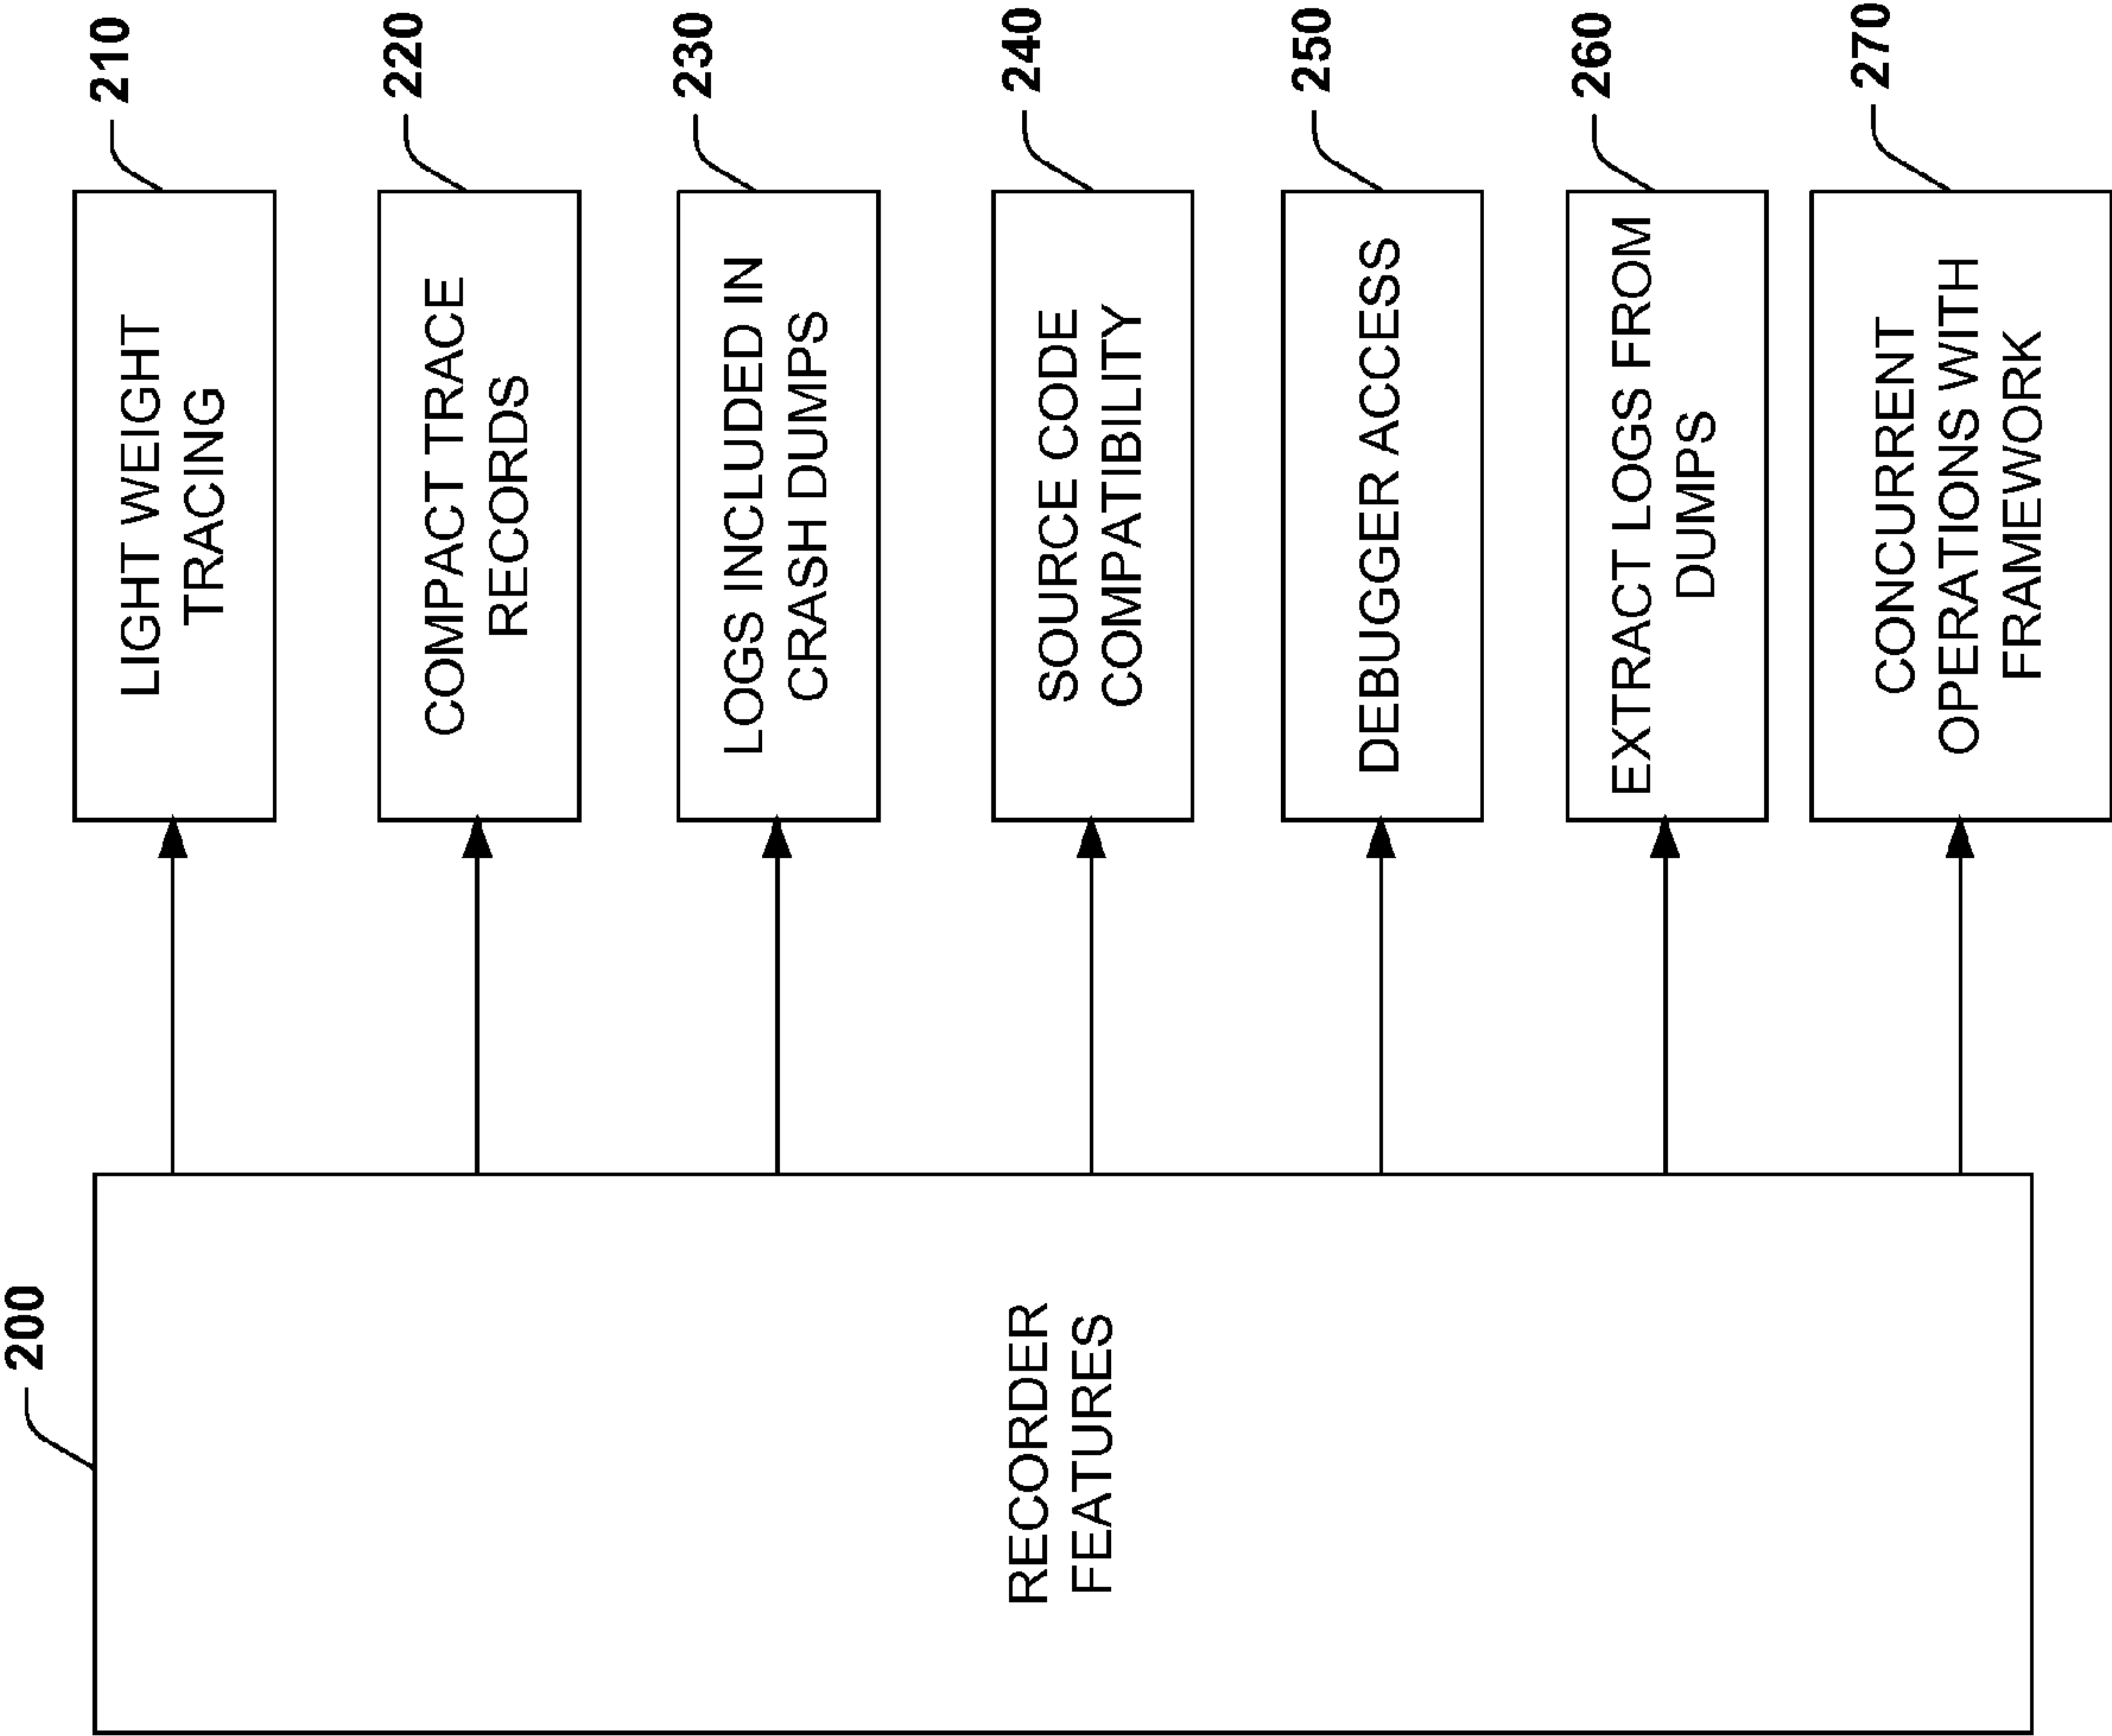 200
RECORDER
FEATURES
210
LIGHT WEIGHT
TRACING
220
COMPACT TRACE
RECORDS
230
LOGS INCLUDED IN
CRASH DUMPS
240
SOURCE CODE
COMPATIBILITY
250
DEBUGGER ACCESS
260
EXTRACT LOGS FROM
DUMPS
270
CONCURRENT
OPERATIONS WITH
FRAMEWORK